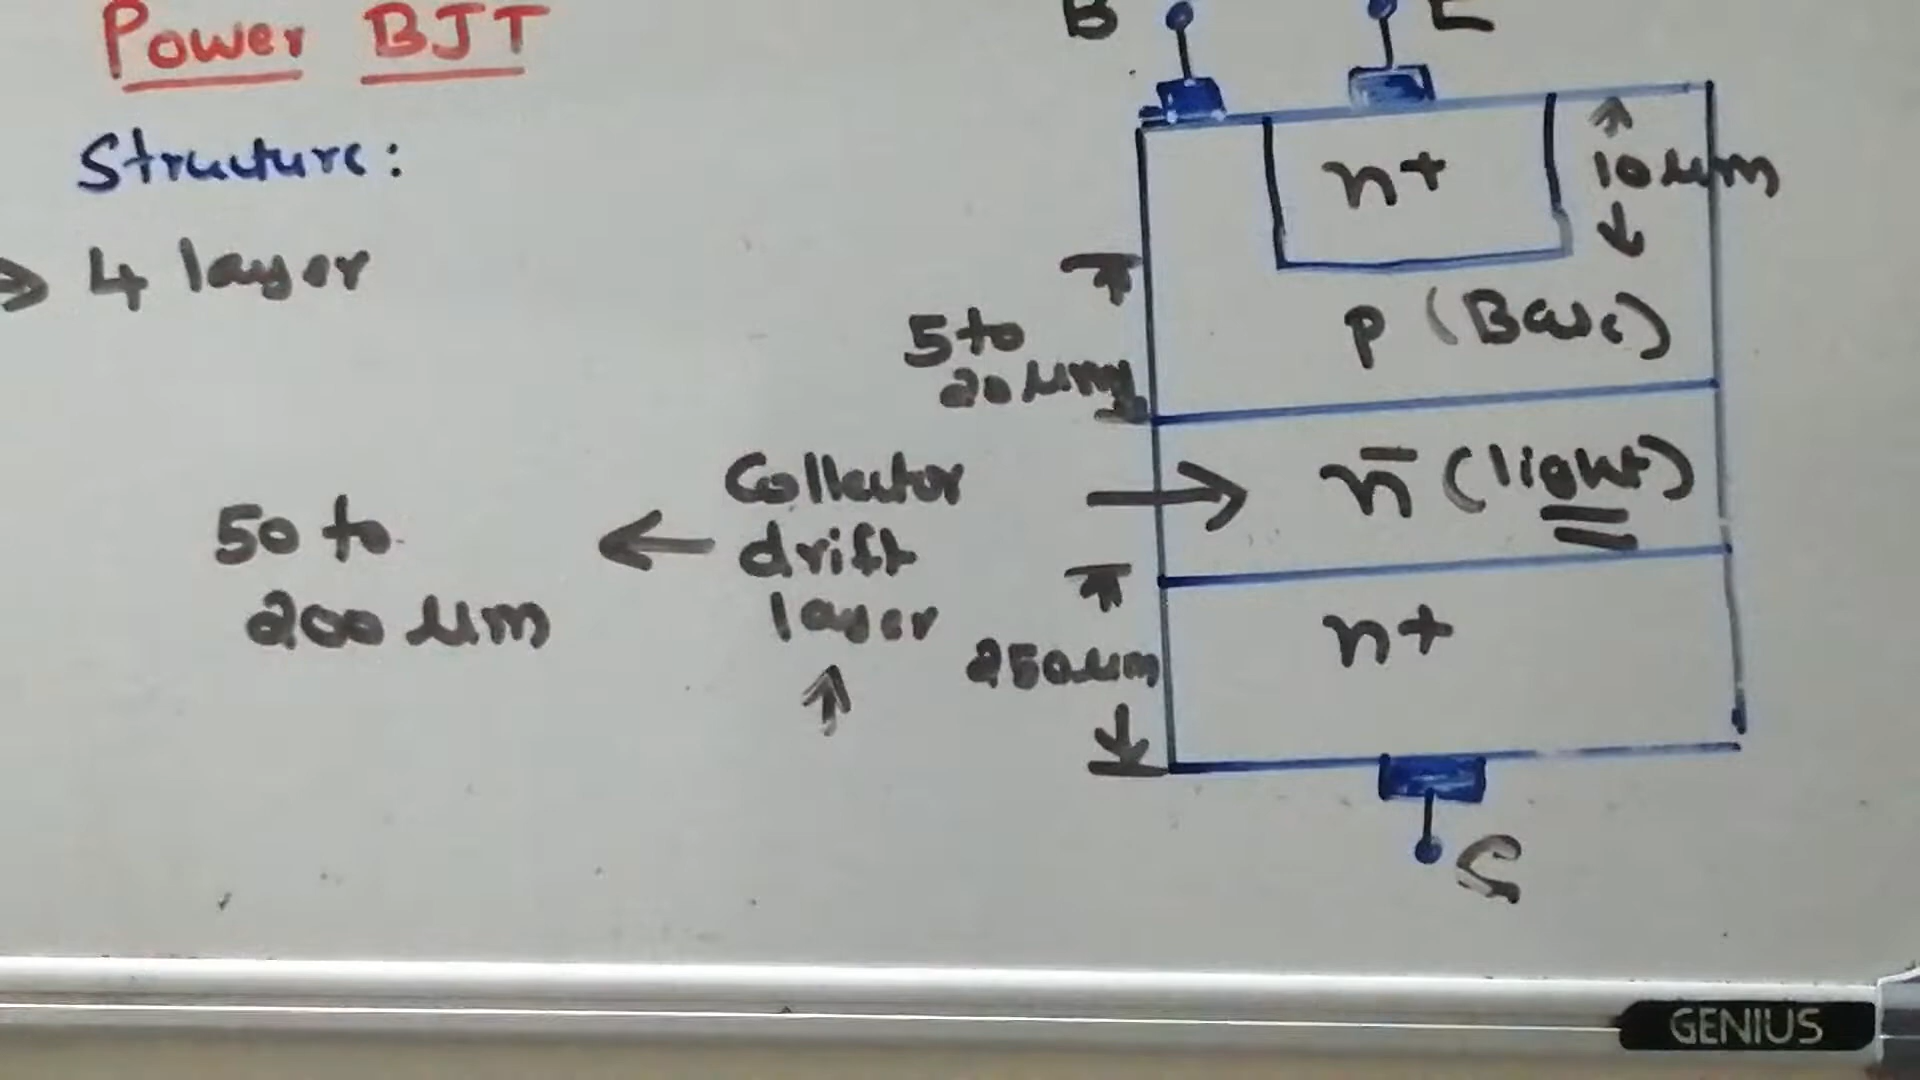 Power BJT
Structure:
→ 4 layer
B
E
n+
10 μm
5 to
20 μm
p (Base)
Collector
drift
layer
↑
→
n⁻ (light)
←
50 to
200 μm
n+
250 μm
C
GENIUS